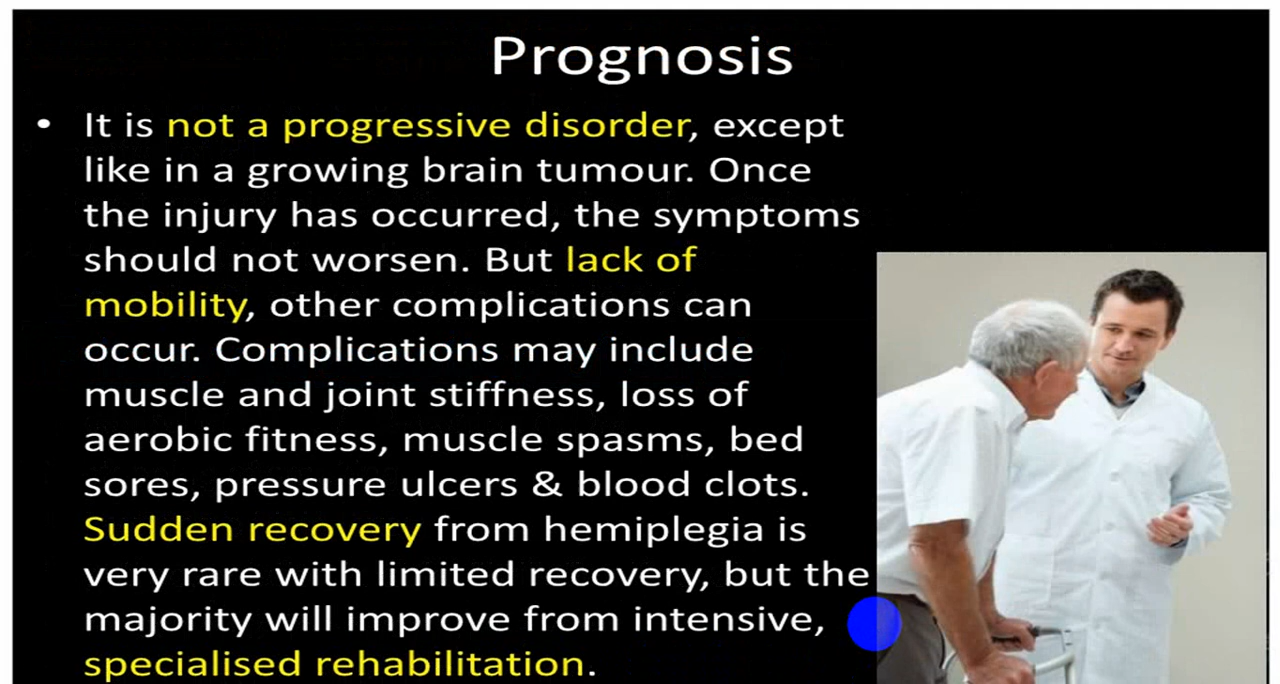 Prognosis
• It is not a progressive disorder, except
like in a growing brain tumour. Once
the injury has occurred, the symptoms
should not worsen. But lack of
mobility, other complications can
occur. Complications may include
muscle and joint stiffness, loss of
aerobic fitness, muscle spasms, bed
sores, pressure ulcers & blood clots.
Sudden recovery from hemiplegia is
very rare with limited recovery, but the
majority will improve from intensive,
specialised rehabilitation.